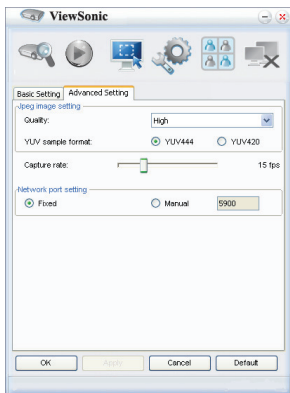 ViewSonic
Basic Setting Advanced Setting
Jpeg image setting
Quality: High
YUV sample format: YUV444 YUV420
Capture rate: 15 fps
Network port setting
Fixed Manual 5900
OK Apply Cancel Default